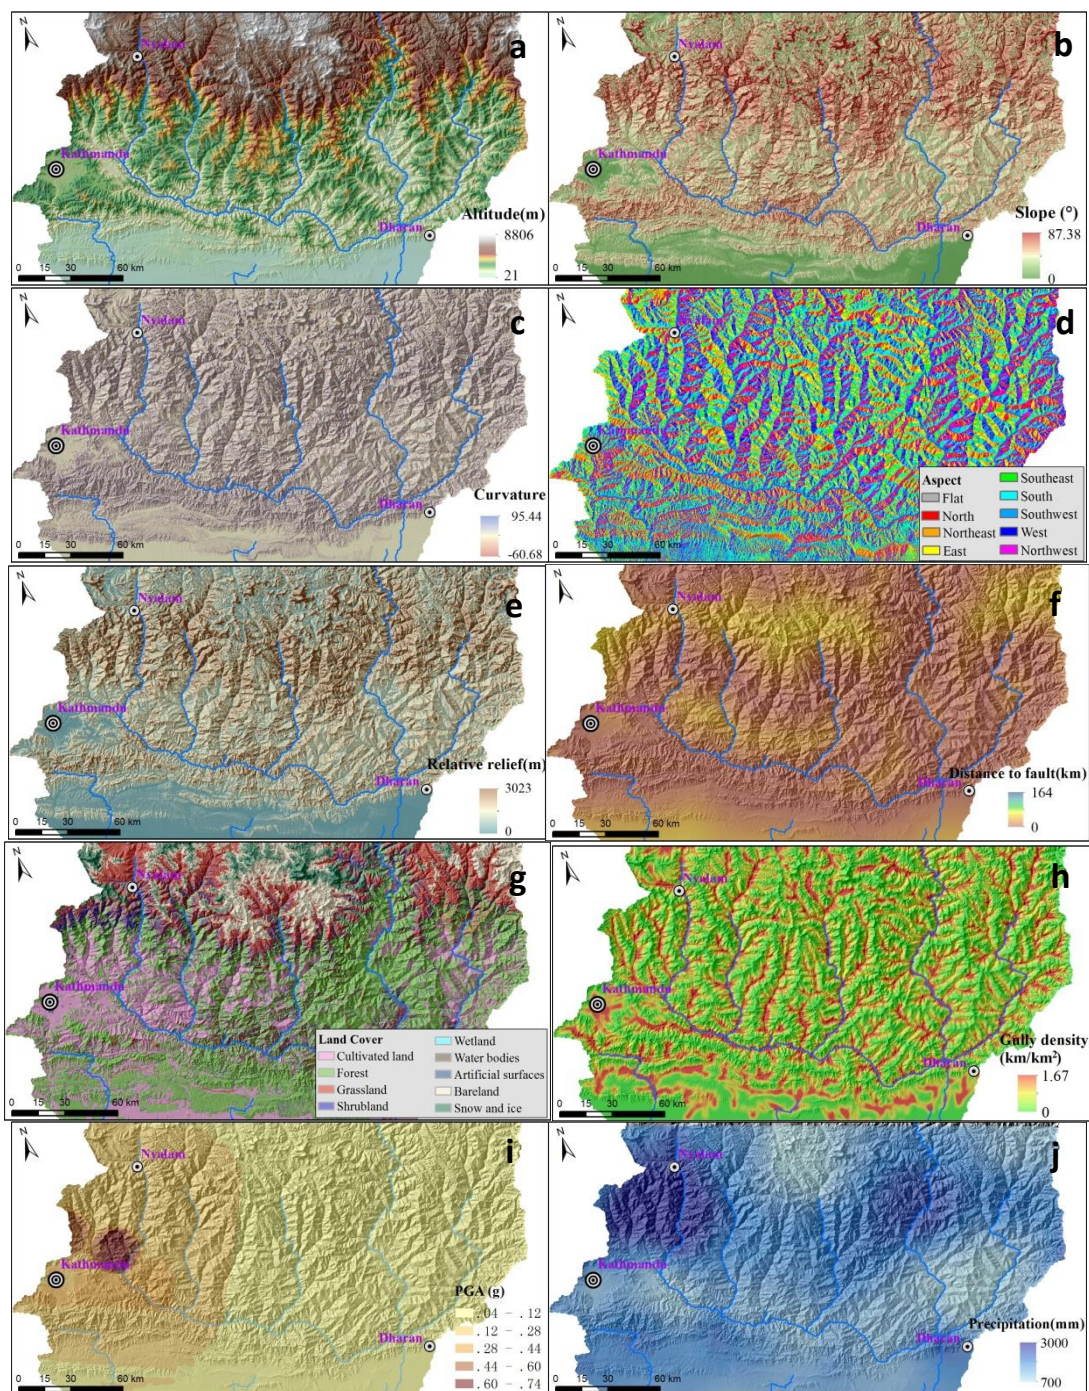 N
a
Nyalam
Kathmandu
Dharan
Altitude(m)
8806
21
0 15 30 60 km
N
b
Nyalam
Kathmandu
Dharan
Slope (°)
87.38
0
0 15 30 60 km
N
c
Nyalam
Kathmandu
Dharan
Curvature
95.44
-60.68
0 15 30 60 km
N
d
Nyalam
Kathmandu
Aspect
Flat
North
Northeast
East
Southeast
South
Southwest
West
Northwest
0 15 30 60 km
N
e
Nyalam
Kathmandu
Dharan
Relative relief(m)
3023
0
0 15 30 60 km
N
f
Nyalam
Kathmandu
Dharan
Distance to fault(km)
164
0
0 15 30 60 km
N
g
Nyalam
Kathmandu
Land Cover
Cultivated land
Forest
Grassland
Shrubland
Wetland
Water bodies
Artificial surfaces
Bareland
Snow and ice
0 15 30 60 km
N
h
Nyalam
Kathmandu
Dharan
Gully density
(km/km²)
1.67
0
0 15 30 60 km
N
i
Nyalam
Kathmandu
Dharan
PGA (g)
.04 - .12
.12 - .28
.28 - .44
.44 - .60
.60 - .74
0 15 30 60 km
N
j
Nyalam
Kathmandu
Dharan
Precipitation(mm)
3000
700
0 15 30 60 km